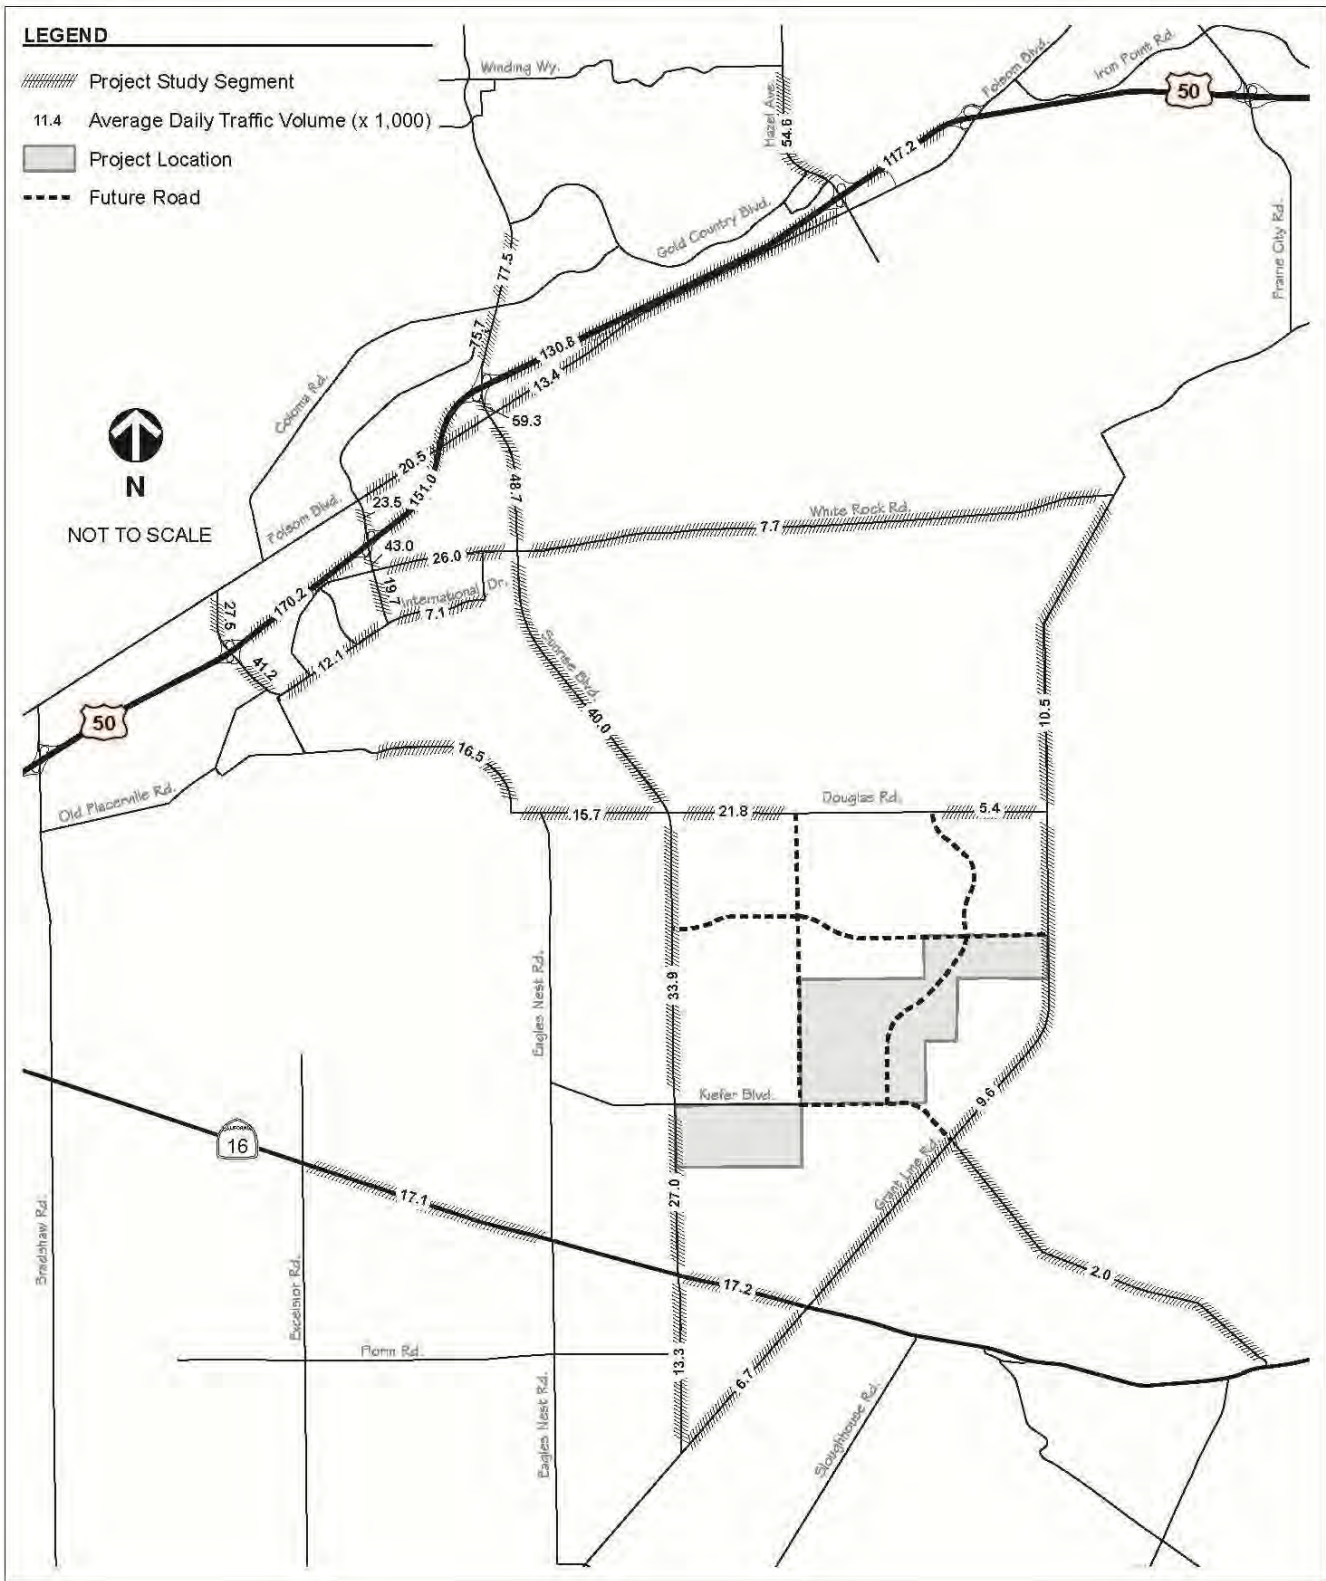 LEGEND
Project Study Segment
11.4 Average Daily Traffic Volume (x 1,000)
Project Location
Future Road
Winding Wy.
Hazel Ave.
54.6
Folsom Blvd.
Iron Point Rd.
50
117.2
Prairie City Rd.
Gold Country Blvd.
77.5
75.7
130.8
13.4
Coloma Rd.
59.3
N
NOT TO SCALE
20.5
151.0
48.7
Folsom Blvd.
23.5
White Rock Rd.
7.7
43.0
26.0
19.7
International Dr.
7.1
170.2
27.5
12.1
41.2
Sunrise Blvd.
40.0
10.5
50
16.5
Old Placerville Rd.
Douglas Rd.
15.7
21.8
5.4
Eagles Nest Rd.
33.9
Kiefer Blvd.
9.6
CALIFORNIA
16
Grant Line Rd.
17.1
27.0
Bradshaw Rd.
Excelsior Rd.
17.2
2.0
Florin Rd.
13.3
6.7
Eagles Nest Rd.
Sloughhouse Rd.